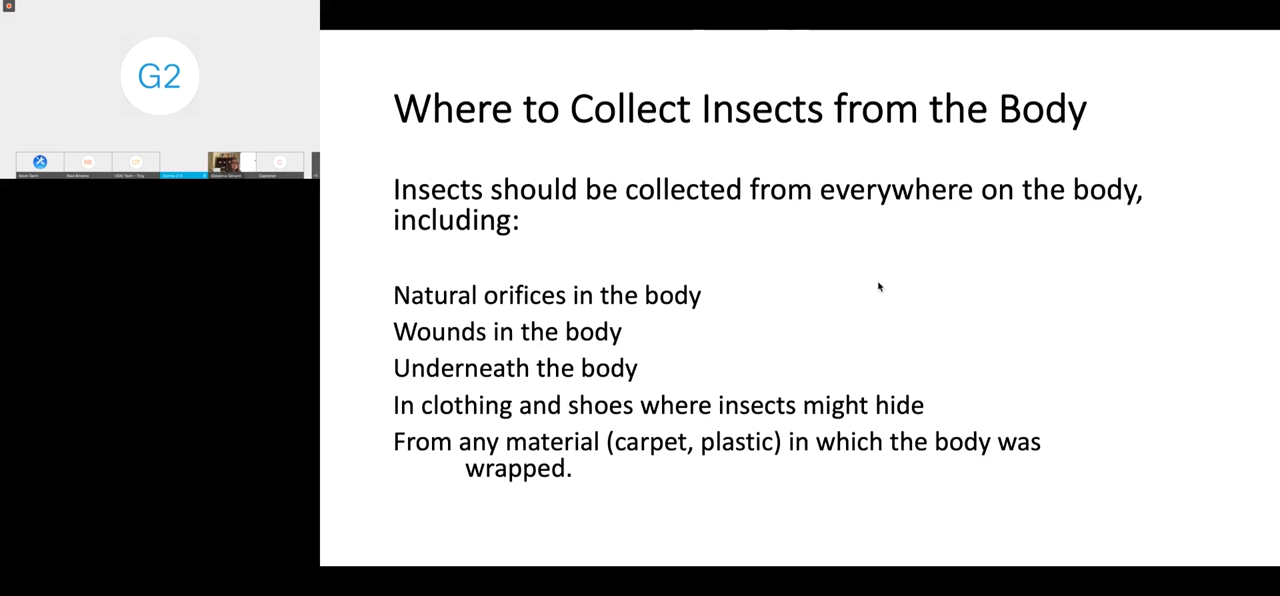 G2
RB
OT
C
Where to Collect Insects from the Body
Insects should be collected from everywhere on the body,
including:
Natural orifices in the body
Wounds in the body
Underneath the body
In clothing and shoes where insects might hide
From any material (carpet, plastic) in which the body was
wrapped.